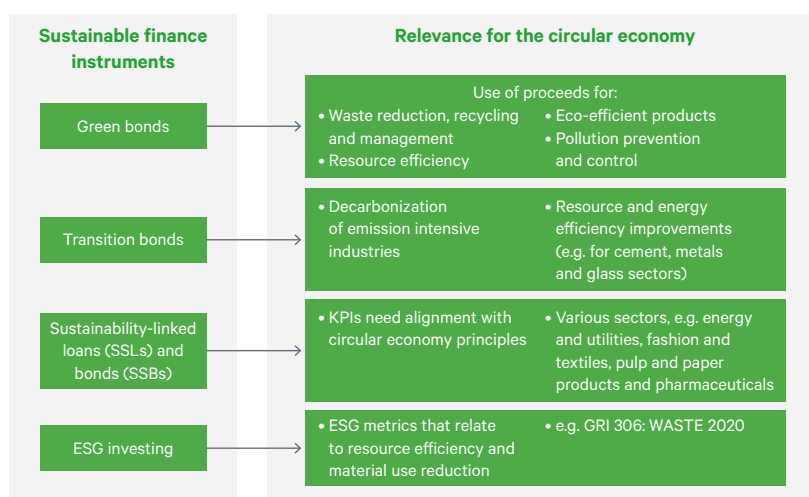 Sustainable finance
instruments
Relevance for the circular economy
Green bonds
Use of proceeds for:
• Waste reduction, recycling
and management
• Resource efficiency
• Eco-efficient products
• Pollution prevention
and control
Transition bonds
• Decarbonization
of emission intensive
industries
• Resource and energy
efficiency improvements
(e.g. for cement, metals
and glass sectors)
Sustainability-linked
loans (SSLs) and
bonds (SSBs)
• KPIs need alignment with
circular economy principles
• Various sectors, e.g. energy
and utilities, fashion and
textiles, pulp and paper
products and pharmaceuticals
ESG investing
• ESG metrics that relate
to resource efficiency and
material use reduction
• e.g. GRI 306: WASTE 2020